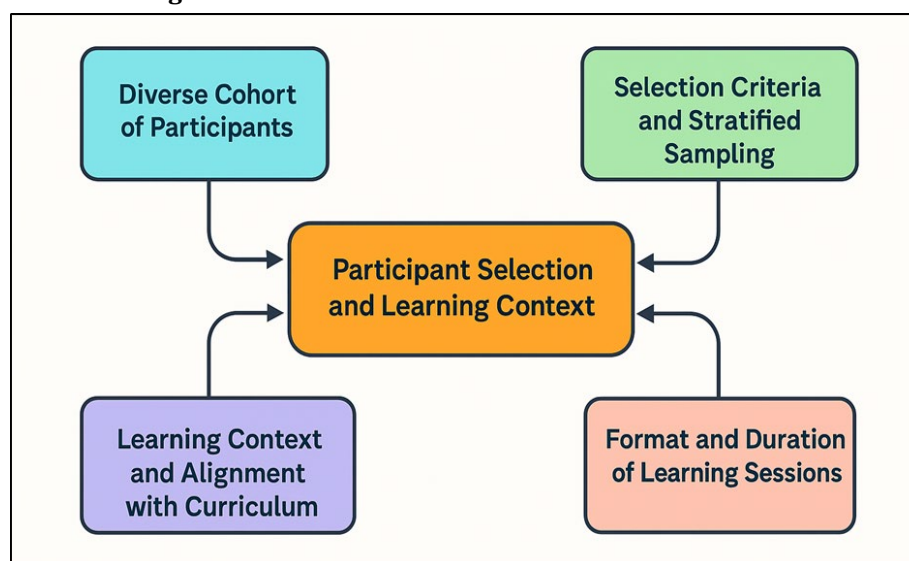 Diverse Cohort
of Participants
Selection Criteria
and Stratified
Sampling
Participant Selection
and Learning Context
Learning Context
and Alignment
with Curriculum
Format and Duration
of Learning Sessions